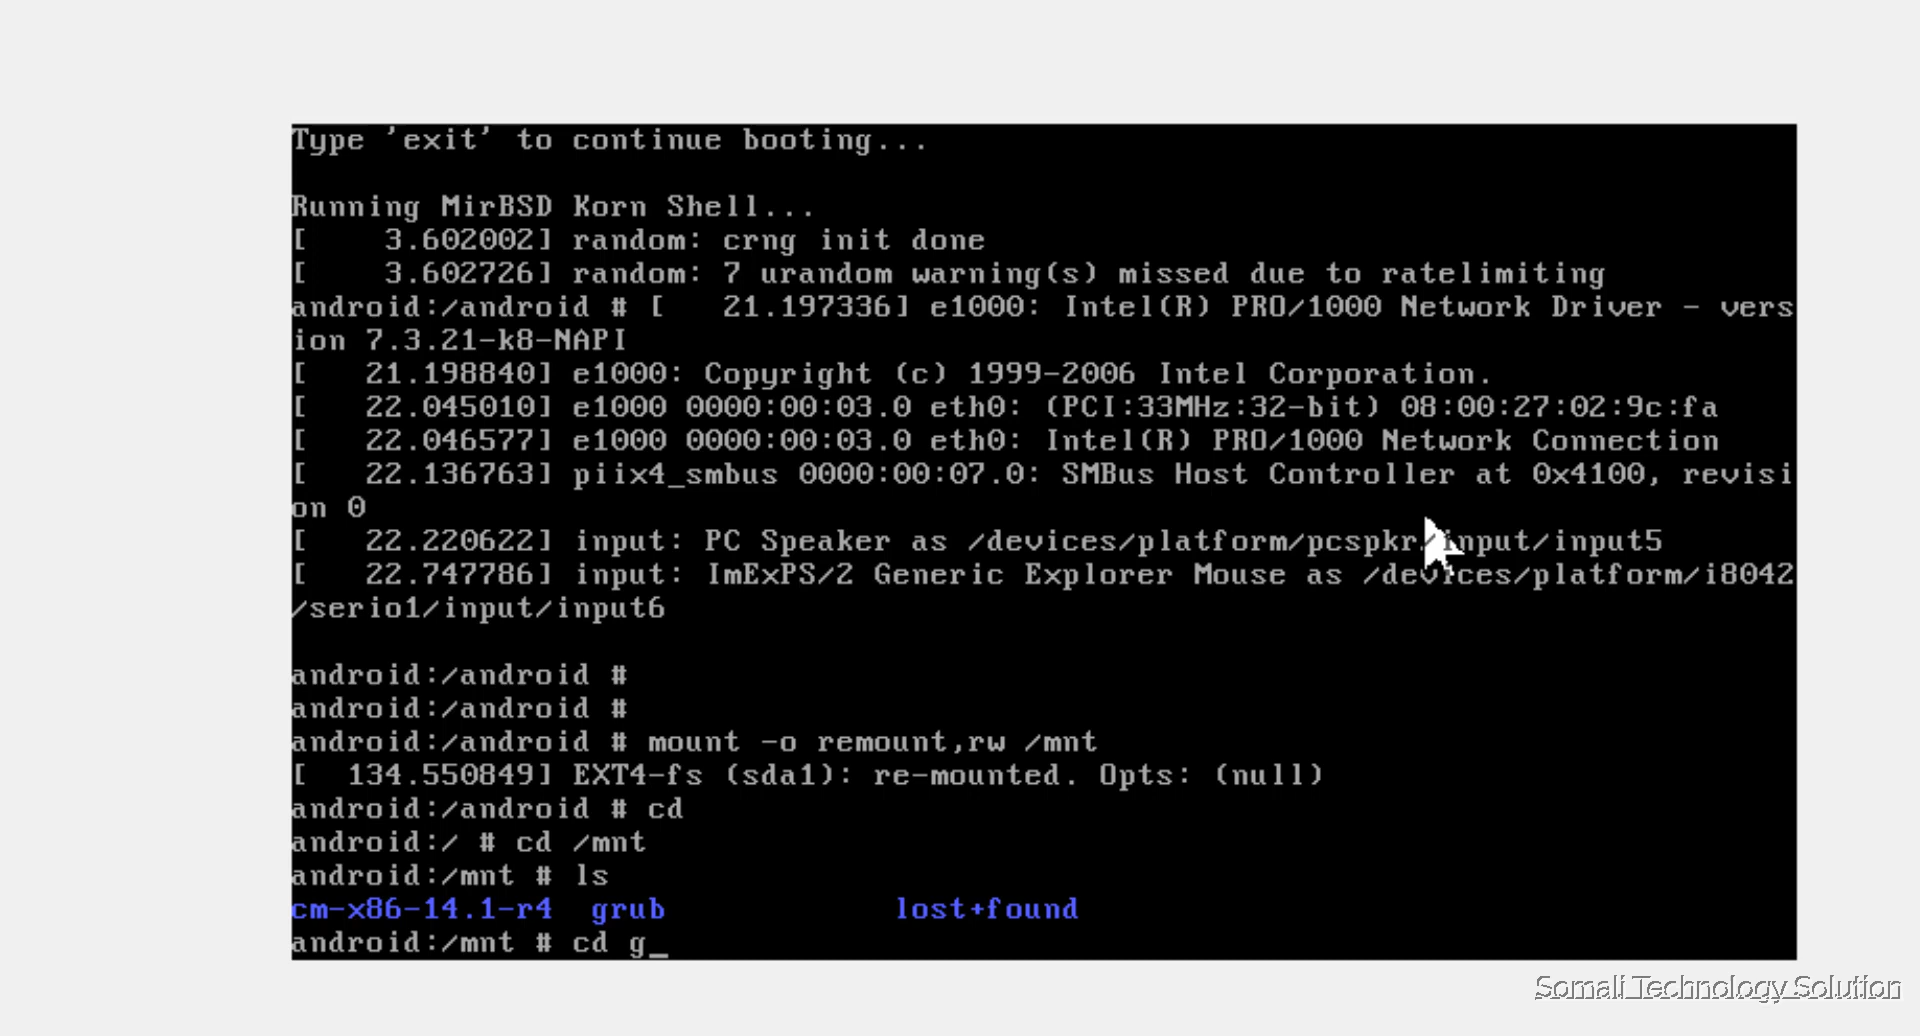 Type 'exit' to continue booting...
Running MirBSD Korn Shell...
[    3.602002] random: crng init done
[    3.602726] random: 7 urandom warning(s) missed due to ratelimiting
android:/android # [   21.197336] e1000: Intel(R) PRO/1000 Network Driver - vers
ion 7.3.21-k8-NAPI
[   21.198840] e1000: Copyright (c) 1999-2006 Intel Corporation.
[   22.045010] e1000 0000:00:03.0 eth0: (PCI:33MHz:32-bit) 08:00:27:02:9c:fa
[   22.046577] e1000 0000:00:03.0 eth0: Intel(R) PRO/1000 Network Connection
[   22.136763] piix4_smbus 0000:00:07.0: SMBus Host Controller at 0x4100, revisi
on 0
[   22.220622] input: PC Speaker as /devices/platform/pcspkr/input/input5
[   22.747786] input: ImExPS/2 Generic Explorer Mouse as /devices/platform/i8042
/serio1/input/input6
android:/android #
android:/android #
android:/android # mount -o remount,rw /mnt
[  134.550849] EXT4-fs (sda1): re-mounted. Opts: (null)
android:/android # cd
android:/ # cd /mnt
android:/mnt # ls
cm-x86-14.1-r4  grub            lost+found
android:/mnt # cd g_
Somali Technology Solution